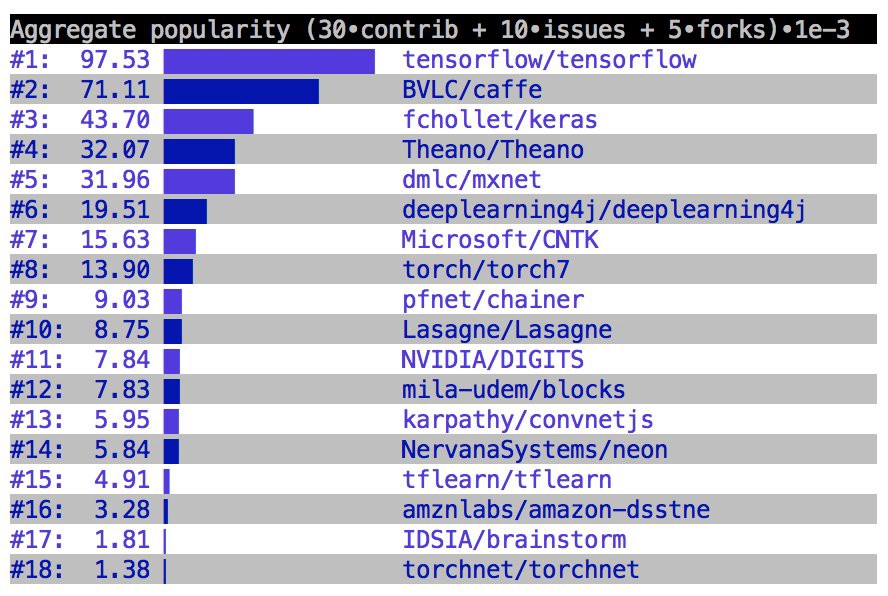 Aggregate popularity (30•contrib + 10•issues + 5•forks)•1e-3
#1: 97.53 tensorflow/tensorflow
#2: 71.11 BVLC/caffe
#3: 43.70 fchollet/keras
#4: 32.07 Theano/Theano
#5: 31.96 dmlc/mxnet
#6: 19.51 deeplearning4j/deeplearning4j
#7: 15.63 Microsoft/CNTK
#8: 13.90 torch/torch7
#9: 9.03 pfnet/chainer
#10: 8.75 Lasagne/Lasagne
#11: 7.84 NVIDIA/DIGITS
#12: 7.83 mila-udem/blocks
#13: 5.95 karpathy/convnetjs
#14: 5.84 NervanaSystems/neon
#15: 4.91 tflearn/tflearn
#16: 3.28 amznlabs/amazon-dsstne
#17: 1.81 IDSIA/brainstorm
#18: 1.38 torchnet/torchnet